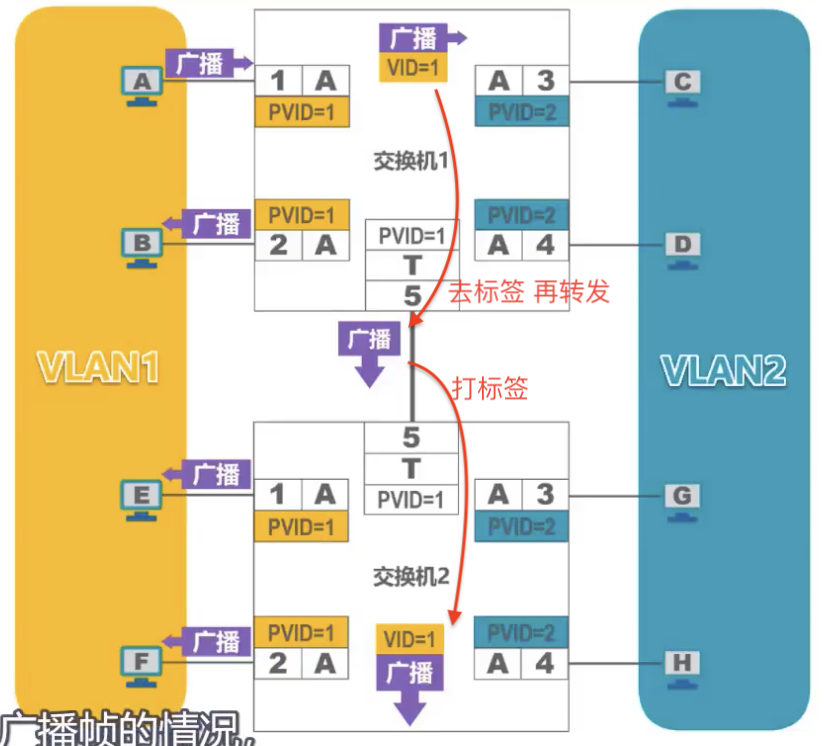 广播
VID=1
A
广播
1 A
PVID=1
A 3
PVID=2
C
交换机1
B
广播
PVID=1
2 A
PVID=1
T
5
PVID=2
A 4
D
去标签 再转发
广播
VLAN1
打标签
VLAN2
5
T
PVID=1
E
广播
1 A
PVID=1
A 3
PVID=2
G
交换机2
F
广播
PVID=1
2 A
VID=1
广播
PVID=2
A 4
H
广播帧的情况,